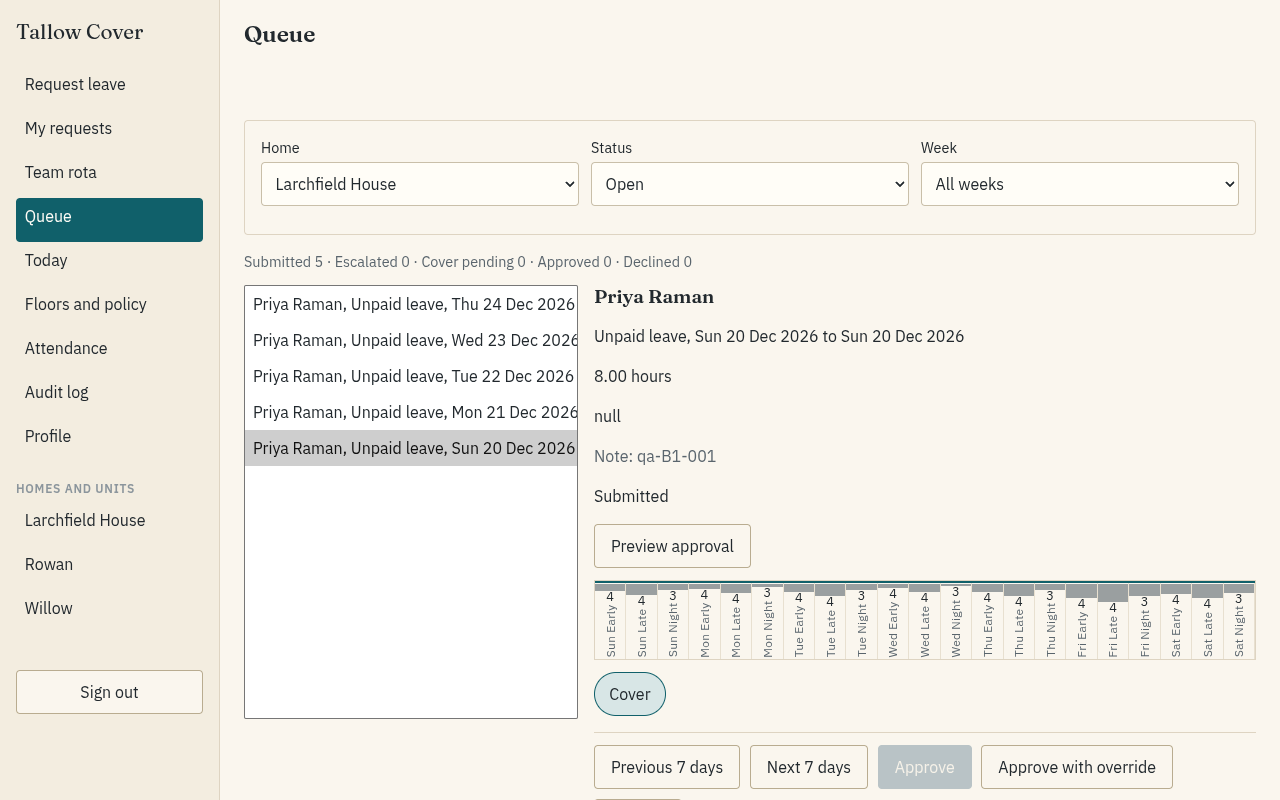 Tallow Cover
Request leave
My requests
Team rota
Queue
Today
Floors and policy
Attendance
Audit log
Profile
HOMES AND UNITS
Larchfield House
Rowan
Willow
Sign out
Queue
Home
Status
Week
Larchfield House
Open
All weeks
Submitted 5 · Escalated 0 · Cover pending 0 · Approved 0 · Declined 0
Priya Raman, Unpaid leave, Thu 24 Dec 2026
Priya Raman, Unpaid leave, Wed 23 Dec 2026
Priya Raman, Unpaid leave, Tue 22 Dec 2026
Priya Raman, Unpaid leave, Mon 21 Dec 2026
Priya Raman, Unpaid leave, Sun 20 Dec 2026
Priya Raman
Unpaid leave, Sun 20 Dec 2026 to Sun 20 Dec 2026
8.00 hours
null
Note: qa-B1-001
Submitted
Preview approval
4 Sun Early
4 Sun Late
3 Sun Night
4 Mon Early
4 Mon Late
3 Mon Night
4 Tue Early
4 Tue Late
3 Tue Night
4 Wed Early
4 Wed Late
3 Wed Night
4 Thu Early
4 Thu Late
3 Thu Night
4 Fri Early
4 Fri Late
3 Fri Night
4 Sat Early
4 Sat Late
3 Sat Night
Cover
Previous 7 days
Next 7 days
Approve
Approve with override